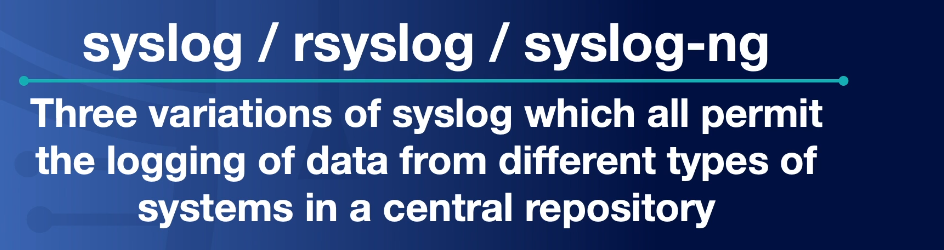 syslog / rsyslog / syslog-ng
Three variations of syslog which all permit
the logging of data from different types of
systems in a central repository